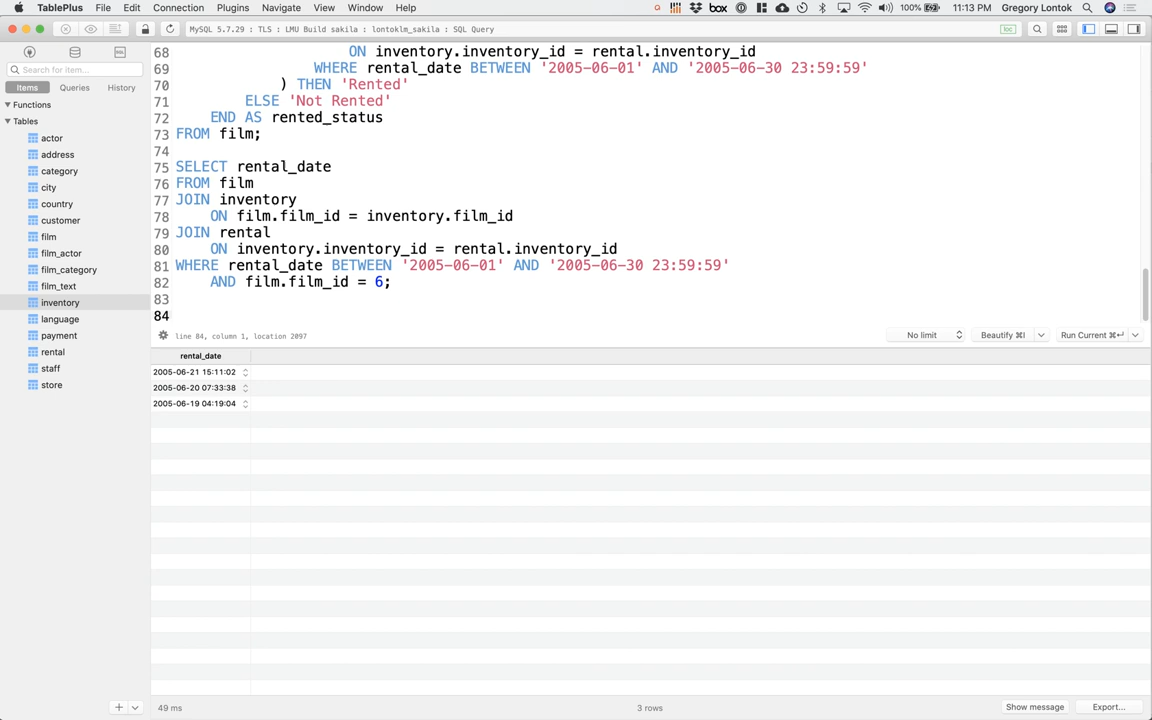 TablePlus File Edit Connection Plugins Navigate View Window Help box 100% 11:13 PM Gregory Lontok
MySQL 5.7.29 : TLS : LMU Build sakila : lontoklm_sakila : SQL Query loc
Search for item...
Items Queries History
Functions
Tables
actor
address
category
city
country
customer
film
film_actor
film_category
film_text
inventory
language
payment
rental
staff
store
68 ON inventory.inventory_id = rental.inventory_id
69 WHERE rental_date BETWEEN '2005-06-01' AND '2005-06-30 23:59:59'
70 ) THEN 'Rented'
71 ELSE 'Not Rented'
72 END AS rented_status
73 FROM film;
74
75 SELECT rental_date
76 FROM film
77 JOIN inventory
78 ON film.film_id = inventory.film_id
79 JOIN rental
80 ON inventory.inventory_id = rental.inventory_id
81 WHERE rental_date BETWEEN '2005-06-01' AND '2005-06-30 23:59:59'
82 AND film.film_id = 6;
83
84
line 84, column 1, location 2097 No limit Beautify ⌘I Run Current ⌘↵
rental_date
2005-06-21 15:11:02
2005-06-20 07:33:38
2005-06-19 04:19:04
49 ms 3 rows Show message Export...